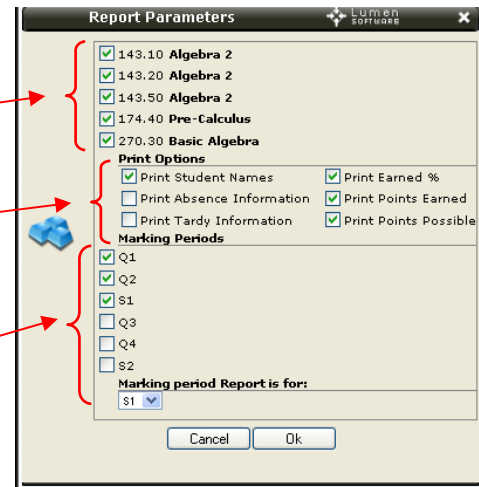 Report Parameters
Lumen
SOFTWARE
143.10 Algebra 2
143.20 Algebra 2
143.50 Algebra 2
174.40 Pre-Calculus
270.30 Basic Algebra
Print Options
Print Student Names Print Earned %
Print Absence Information Print Points Earned
Print Tardy Information Print Points Possible
Marking Periods
Q1
Q2
S1
Q3
Q4
S2
Marking period Report is for:
S1
Cancel Ok